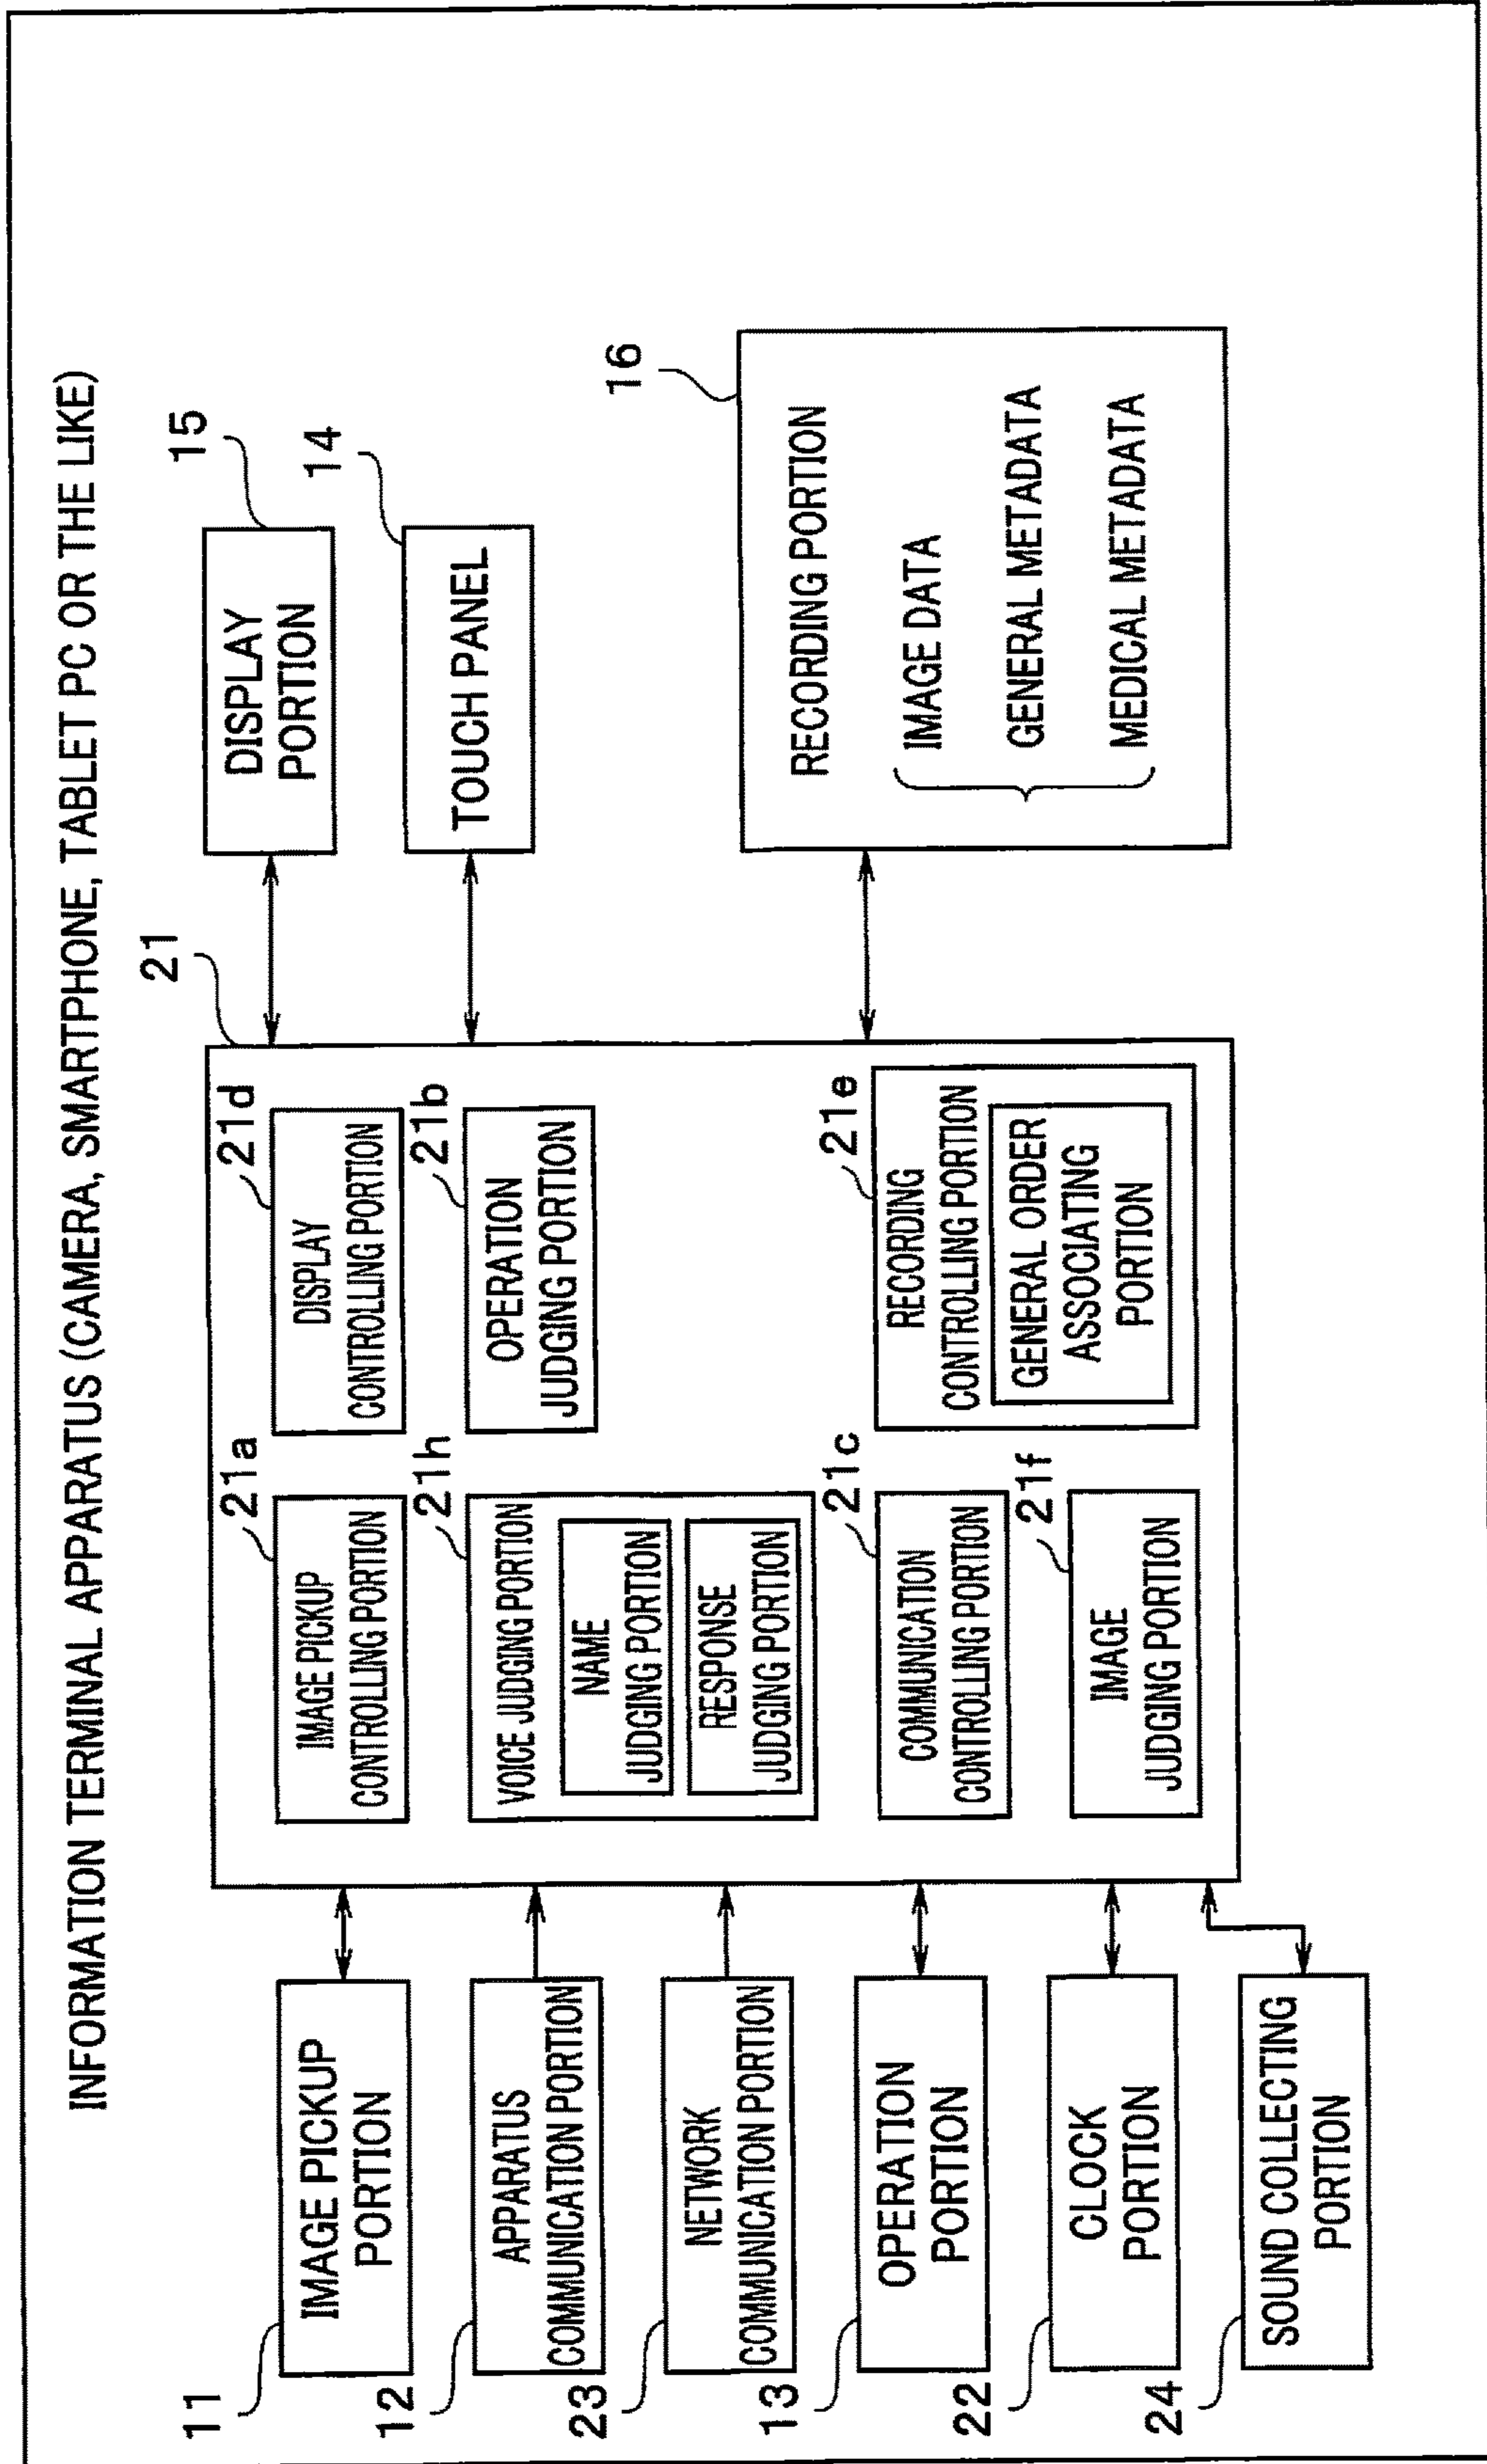 INFORMATION TERMINAL APPARATUS (CAMERA, SMARTPHONE, TABLET PC OR THE LIKE)
11
IMAGE PICKUP
PORTION
12
APPARATUS
COMMUNICATION PORTION
23
NETWORK
COMMUNICATION PORTION
13
OPERATION
PORTION
22
CLOCK
PORTION
24
SOUND COLLECTING
PORTION
21
21a
IMAGE PICKUP
CONTROLLING PORTION
21h
VOICE JUDGING PORTION
NAME
JUDGING PORTION
RESPONSE
JUDGING PORTION
21c
COMMUNICATION
CONTROLLING PORTION
21f
IMAGE
JUDGING PORTION
21d
DISPLAY
CONTROLLING PORTION
21b
OPERATION
JUDGING PORTION
21e
RECORDING
CONTROLLING PORTION
GENERAL ORDER
ASSOCIATING
PORTION
15
DISPLAY
PORTION
14
TOUCH PANEL
16
RECORDING PORTION
IMAGE DATA
GENERAL METADATA
MEDICAL METADATA